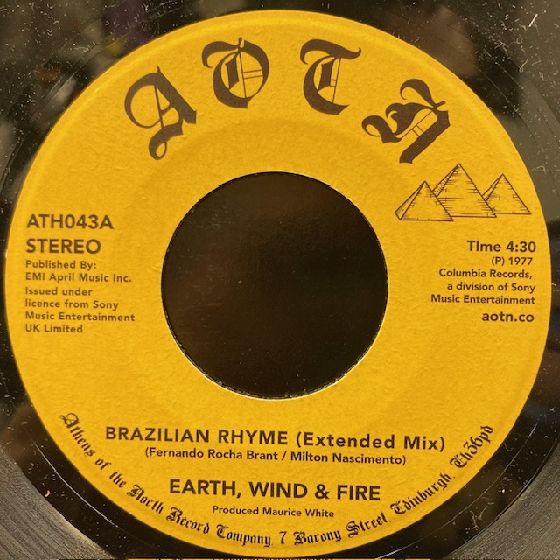 AOTN
ATH043A
STEREO
Published By:
EMI April Music Inc.
Issued under
licence from Sony
Music Entertainment
UK Limited
Time 4:30
(P) 1977
Columbia Records,
a division of Sony
Music Entertainment
aotn.co
BRAZILIAN RHYME (Extended Mix)
(Fernando Rocha Brant / Milton Nascimento)
EARTH, WIND & FIRE
Produced Maurice White
Athens of the North Record Company 7 Barony Street Edinburgh Eh36pd